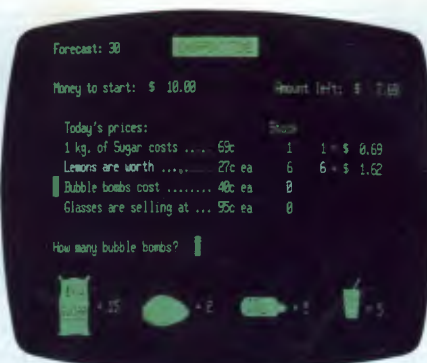 Forecast: 30
Money to start: $ 10.00 Amount left: $ 7.69
Today's prices: Stock
1 kg. of Sugar costs .... 69c 1 1 = $ 0.69
Lemons are worth ...... 27c ea 6 6 = $ 1.62
Bubble bombs cost ........ 40c ea 0
Glasses are selling at ... 95c ea 0
How many bubble bombs?
= 2
= 5